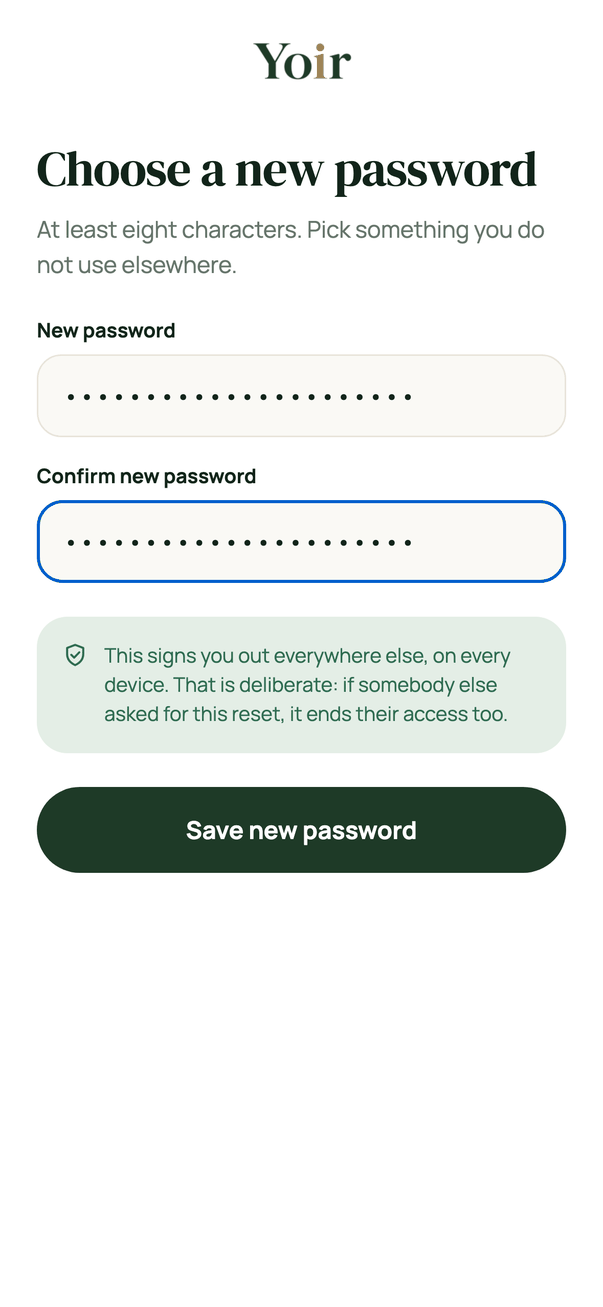 Yoir
Choose a new password
At least eight characters. Pick something you do
not use elsewhere.
New password
••••••••••••••••••••••
Confirm new password
••••••••••••••••••••••
This signs you out everywhere else, on every
device. That is deliberate: if somebody else
asked for this reset, it ends their access too.
Save new password